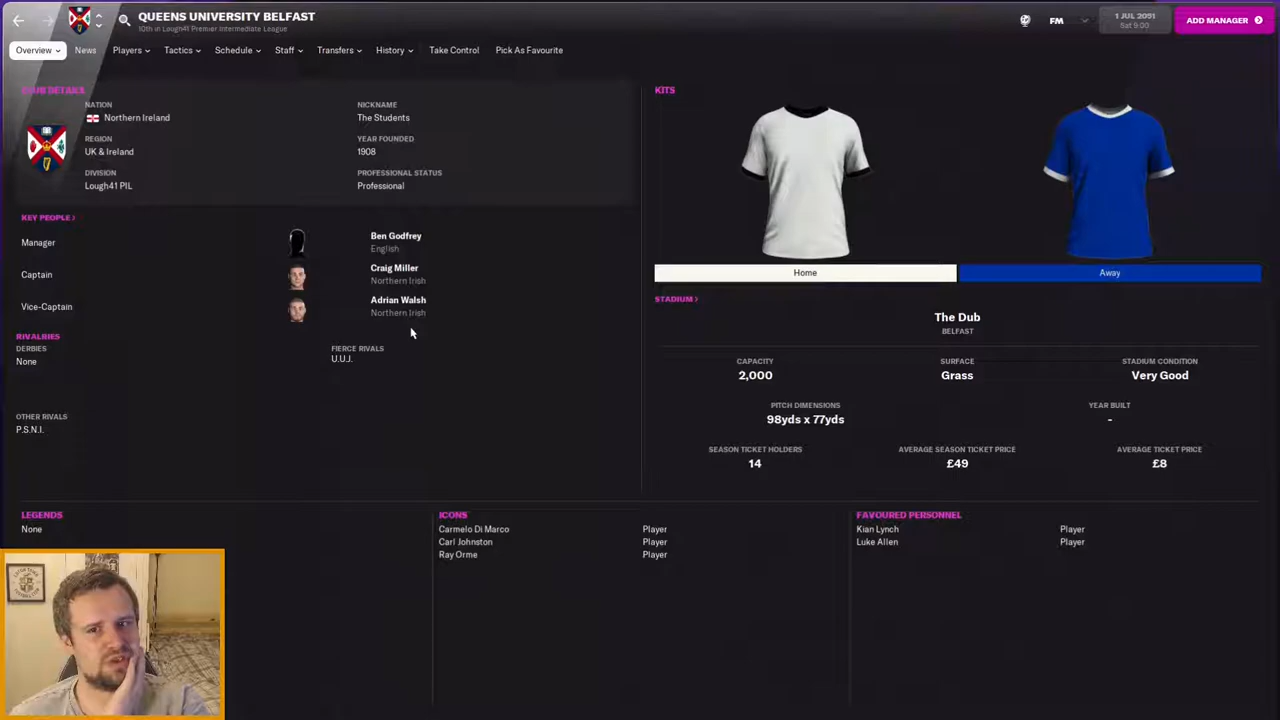 QUEENS UNIVERSITY BELFAST
10th in Lough41 Premier Intermediate League
FM
1 JUL 2051
Sat 9:00
ADD MANAGER
Overview
News
Players
Tactics
Schedule
Staff
Transfers
History
Take Control
Pick As Favourite
CLUB DETAILS
NATION
Northern Ireland
NICKNAME
The Students
REGION
UK & Ireland
YEAR FOUNDED
1908
DIVISION
Lough41 PIL
PROFESSIONAL STATUS
Professional
KEY PEOPLE >
Manager
Ben Godfrey
English
Captain
Craig Miller
Northern Irish
Vice-Captain
Adrian Walsh
Northern Irish
RIVALRIES
DERBIES
None
FIERCE RIVALS
U.U.J.
OTHER RIVALS
P.S.N.I.
KITS
Home
Away
STADIUM >
The Dub
BELFAST
CAPACITY
2,000
SURFACE
Grass
STADIUM CONDITION
Very Good
PITCH DIMENSIONS
98yds x 77yds
YEAR BUILT
-
SEASON TICKET HOLDERS
14
AVERAGE SEASON TICKET PRICE
£49
AVERAGE TICKET PRICE
£8
LEGENDS
None
ICONS
Carmelo Di Marco Player
Carl Johnston Player
Ray Orme Player
FAVOURED PERSONNEL
Kian Lynch Player
Luke Allen Player